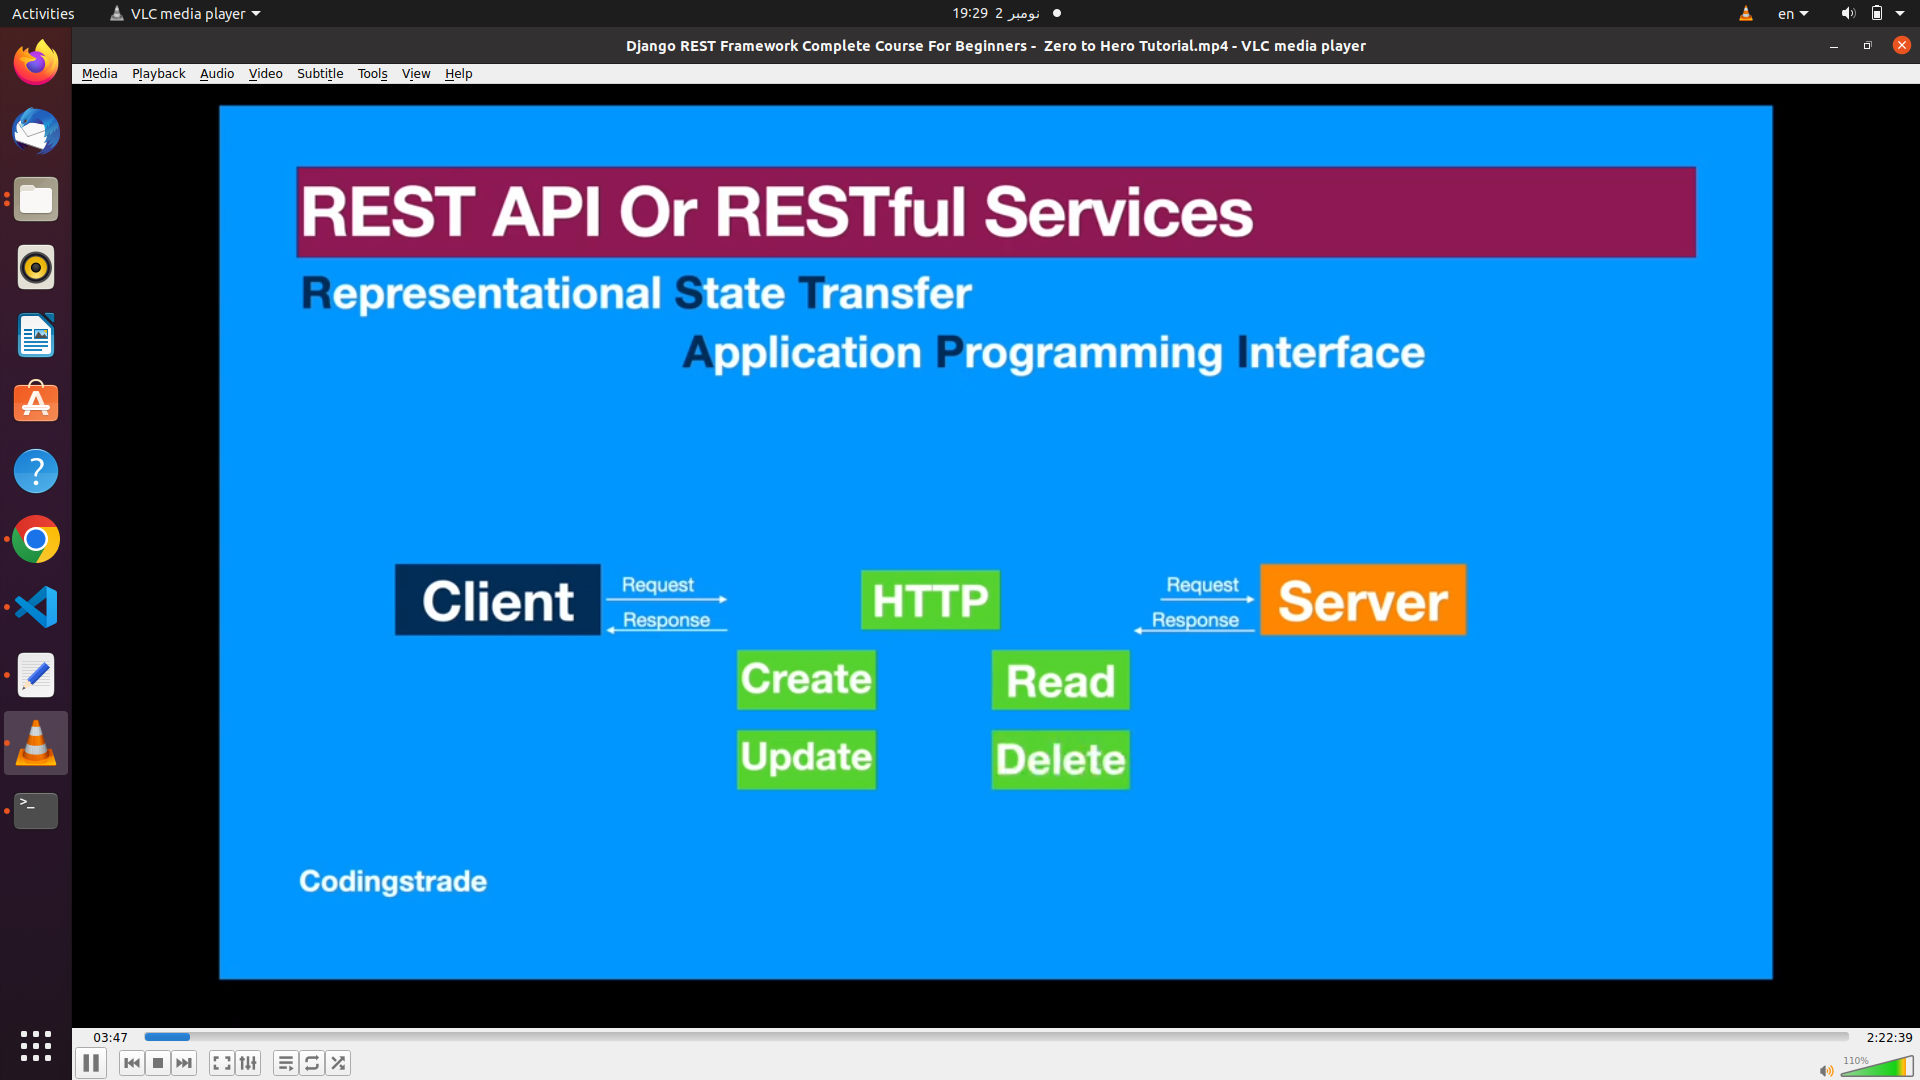 Activities VLC media player 19:29 2 نومبر en
Django REST Framework Complete Course For Beginners - Zero to Hero Tutorial.mp4 - VLC media player
Media Playback Audio Video Subtitle Tools View Help
REST API Or RESTful Services
Representational State Transfer
Application Programming Interface
Client Request HTTP Request Server
Response Response
Create Read
Update Delete
Codingstrade
03:47 2:22:39
110%